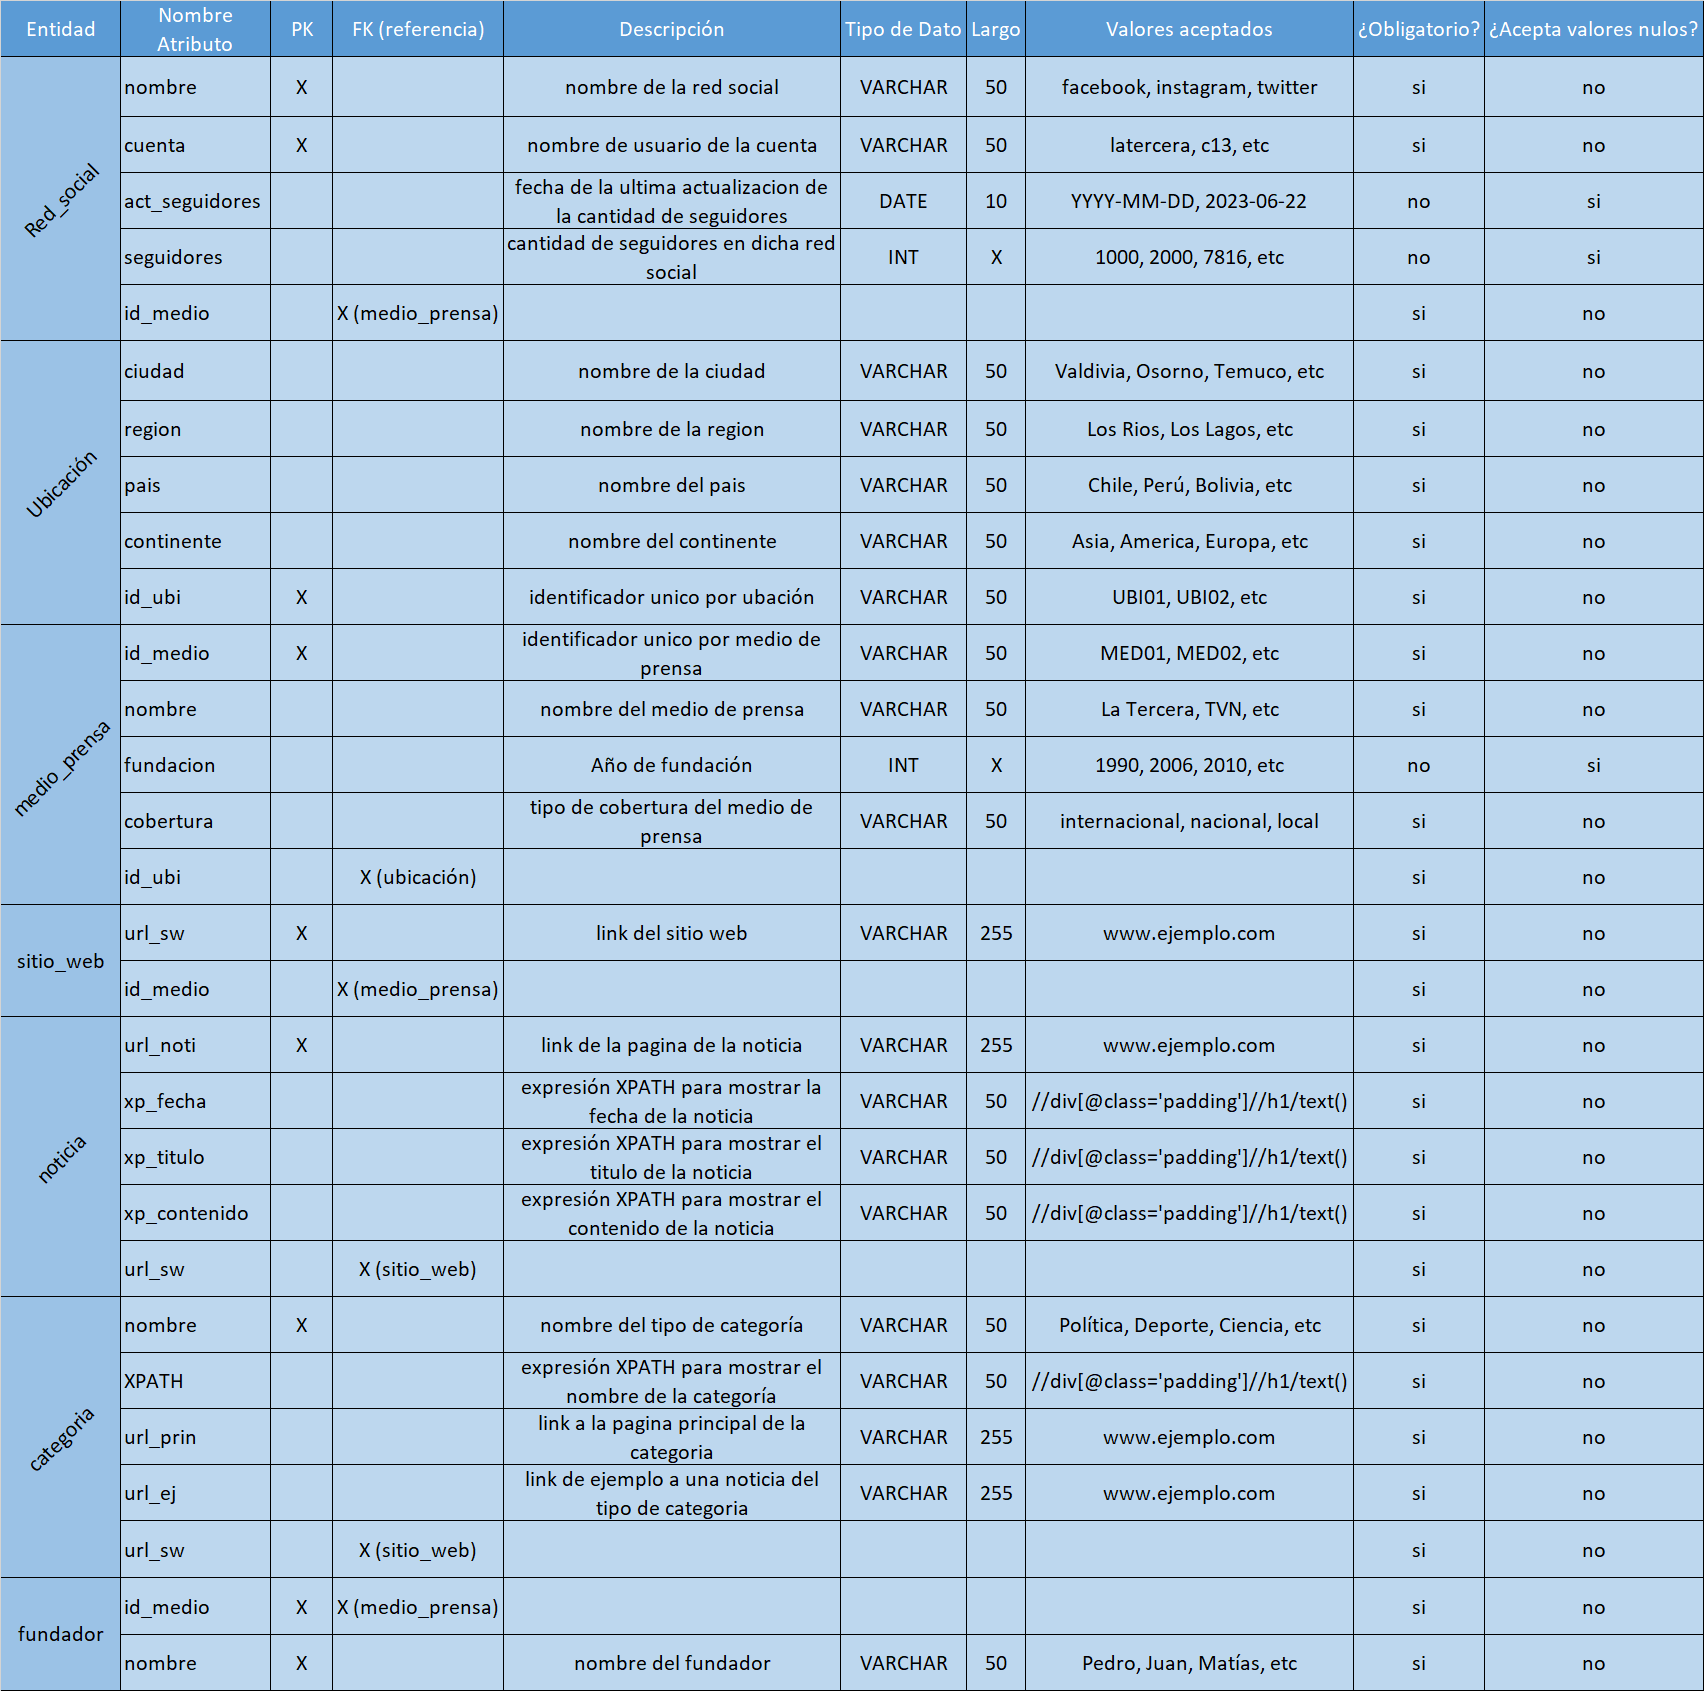 Entidad Nombre Atributo PK FK (referencia) Descripción Tipo de Dato Largo Valores aceptados ¿Obligatorio? ¿Acepta valores nulos?
Red_social
nombre X nombre de la red social VARCHAR 50 facebook, instagram, twitter si no
cuenta X nombre de usuario de la cuenta VARCHAR 50 latercera, c13, etc si no
act_seguidores fecha de la ultima actualizacion de la cantidad de seguidores DATE 10 YYYY-MM-DD, 2023-06-22 no si
seguidores cantidad de seguidores en dicha red social INT X 1000, 2000, 7816, etc no si
id_medio X (medio_prensa) si no
Ubicación
ciudad nombre de la ciudad VARCHAR 50 Valdivia, Osorno, Temuco, etc si no
region nombre de la region VARCHAR 50 Los Rios, Los Lagos, etc si no
pais nombre del pais VARCHAR 50 Chile, Perú, Bolivia, etc si no
continente nombre del continente VARCHAR 50 Asia, America, Europa, etc si no
id_ubi X identificador unico por ubación VARCHAR 50 UBI01, UBI02, etc si no
medio_prensa
id_medio X identificador unico por medio de prensa VARCHAR 50 MED01, MED02, etc si no
nombre nombre del medio de prensa VARCHAR 50 La Tercera, TVN, etc si no
fundacion Año de fundación INT X 1990, 2006, 2010, etc no si
cobertura tipo de cobertura del medio de prensa VARCHAR 50 internacional, nacional, local si no
id_ubi X (ubicación) si no
sitio_web
url_sw X link del sitio web VARCHAR 255 www.ejemplo.com si no
id_medio X (medio_prensa) si no
noticia
url_noti X link de la pagina de la noticia VARCHAR 255 www.ejemplo.com si no
xp_fecha expresión XPATH para mostrar la fecha de la noticia VARCHAR 50 //div[@class='padding']//h1/text() si no
xp_titulo expresión XPATH para mostrar el titulo de la noticia VARCHAR 50 //div[@class='padding']//h1/text() si no
xp_contenido expresión XPATH para mostrar el contenido de la noticia VARCHAR 50 //div[@class='padding']//h1/text() si no
url_sw X (sitio_web) si no
categoria
nombre X nombre del tipo de categoría VARCHAR 50 Política, Deporte, Ciencia, etc si no
XPATH expresión XPATH para mostrar el nombre de la categoría VARCHAR 50 //div[@class='padding']//h1/text() si no
url_prin link a la pagina principal de la categoria VARCHAR 255 www.ejemplo.com si no
url_ej link de ejemplo a una noticia del tipo de categoria VARCHAR 255 www.ejemplo.com si no
url_sw X (sitio_web) si no
fundador
id_medio X X (medio_prensa) si no
nombre X nombre del fundador VARCHAR 50 Pedro, Juan, Matías, etc si no